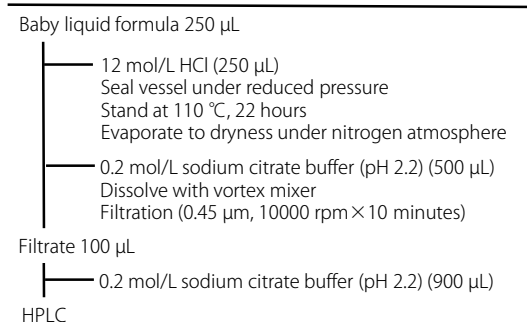 Baby liquid formula 250 µL
12 mol/L HCl (250 µL)
Seal vessel under reduced pressure
Stand at 110 ℃, 22 hours
Evaporate to dryness under nitrogen atmosphere
0.2 mol/L sodium citrate buffer (pH 2.2) (500 µL)
Dissolve with vortex mixer
Filtration (0.45 µm, 10000 rpm×10 minutes)
Filtrate 100 µL
0.2 mol/L sodium citrate buffer (pH 2.2) (900 µL)
HPLC